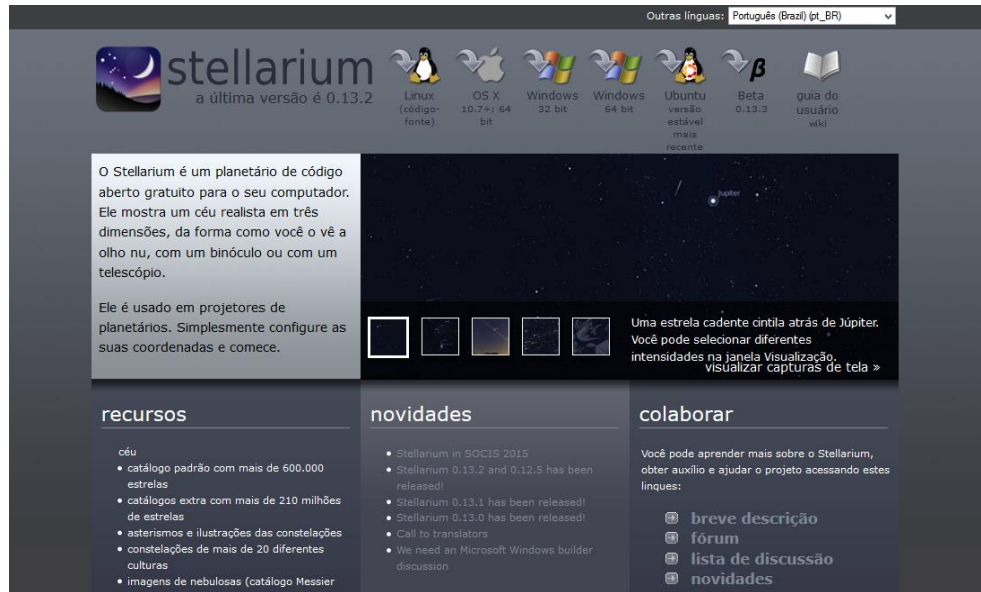 Outras línguas: Português (Brazil) (pt_BR)
stellarium
a última versão é 0.13.2
Linux
(código-
fonte)
OS X
10.7+; 64
bit
Windows
32 bit
Windows
64 bit
Ubuntu
versão
estável
mais
recente
β
Beta
0.13.3
guia do
usuário
wiki
O Stellarium é um planetário de código
aberto gratuito para o seu computador.
Ele mostra um céu realista em três
dimensões, da forma como você o vê a
olho nu, com um binóculo ou com um
telescópio.
Ele é usado em projetores de
planetários. Simplesmente configure as
suas coordenadas e comece.
Jupiter
Uma estrela cadente cintila atrás de Júpiter.
Você pode selecionar diferentes
intensidades na janela Visualização.
visualizar capturas de tela »
recursos
céu
• catálogo padrão com mais de 600.000
estrelas
• catálogos extra com mais de 210 milhões
de estrelas
• asterismos e ilustrações das constelações
• constelações de mais de 20 diferentes
culturas
• imagens de nebulosas (catálogo Messier
novidades
• Stellarium in SOCIS 2015
• Stellarium 0.13.2 and 0.12.5 has been
released!
• Stellarium 0.13.1 has been released!
• Stellarium 0.13.0 has been released!
• Call to translators
• We need an Microsoft Windows builder
discussion
colaborar
Você pode aprender mais sobre o Stellarium,
obter auxílio e ajudar o projeto acessando estes
linques:
breve descrição
fórum
lista de discussão
novidades